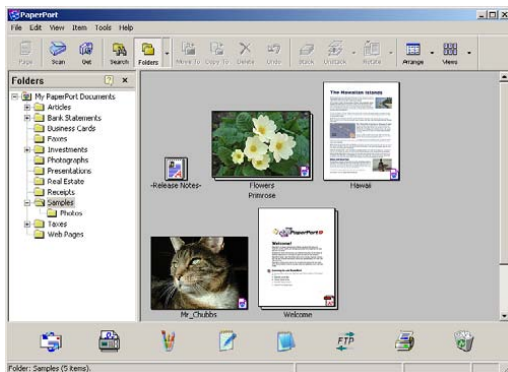 PaperPort
File Edit View Item Tools Help
Page Scan Get Search Folders Move To Copy To Delete Undo Stack Unstack Rotate Arrange Views
Folders
My PaperPort Documents
Articles
Bank Statements
Business Cards
Faxes
Investments
Photographs
Presentations
Real Estate
Receipts
Samples
Photos
Taxes
Web Pages
The Hawaiian Islands
-Release Notes-
Flowers
Primrose
Hawaii
PaperPort
Welcome!
Mr_Chubbs
Welcome
FTP
Folder: Samples (5 items).